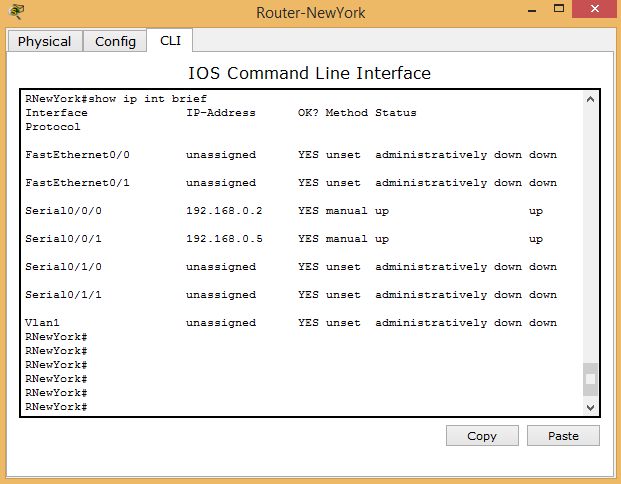 Router-NewYork
Physical Config CLI
IOS Command Line Interface
RNewYork#show ip int brief
Interface IP-Address OK? Method Status
Protocol
FastEthernet0/0 unassigned YES unset administratively down down
FastEthernet0/1 unassigned YES unset administratively down down
Serial0/0/0 192.168.0.2 YES manual up up
Serial0/0/1 192.168.0.5 YES manual up up
Serial0/1/0 unassigned YES unset administratively down down
Serial0/1/1 unassigned YES unset administratively down down
Vlan1 unassigned YES unset administratively down down
RNewYork#
RNewYork#
RNewYork#
RNewYork#
RNewYork#
RNewYork#
Copy Paste